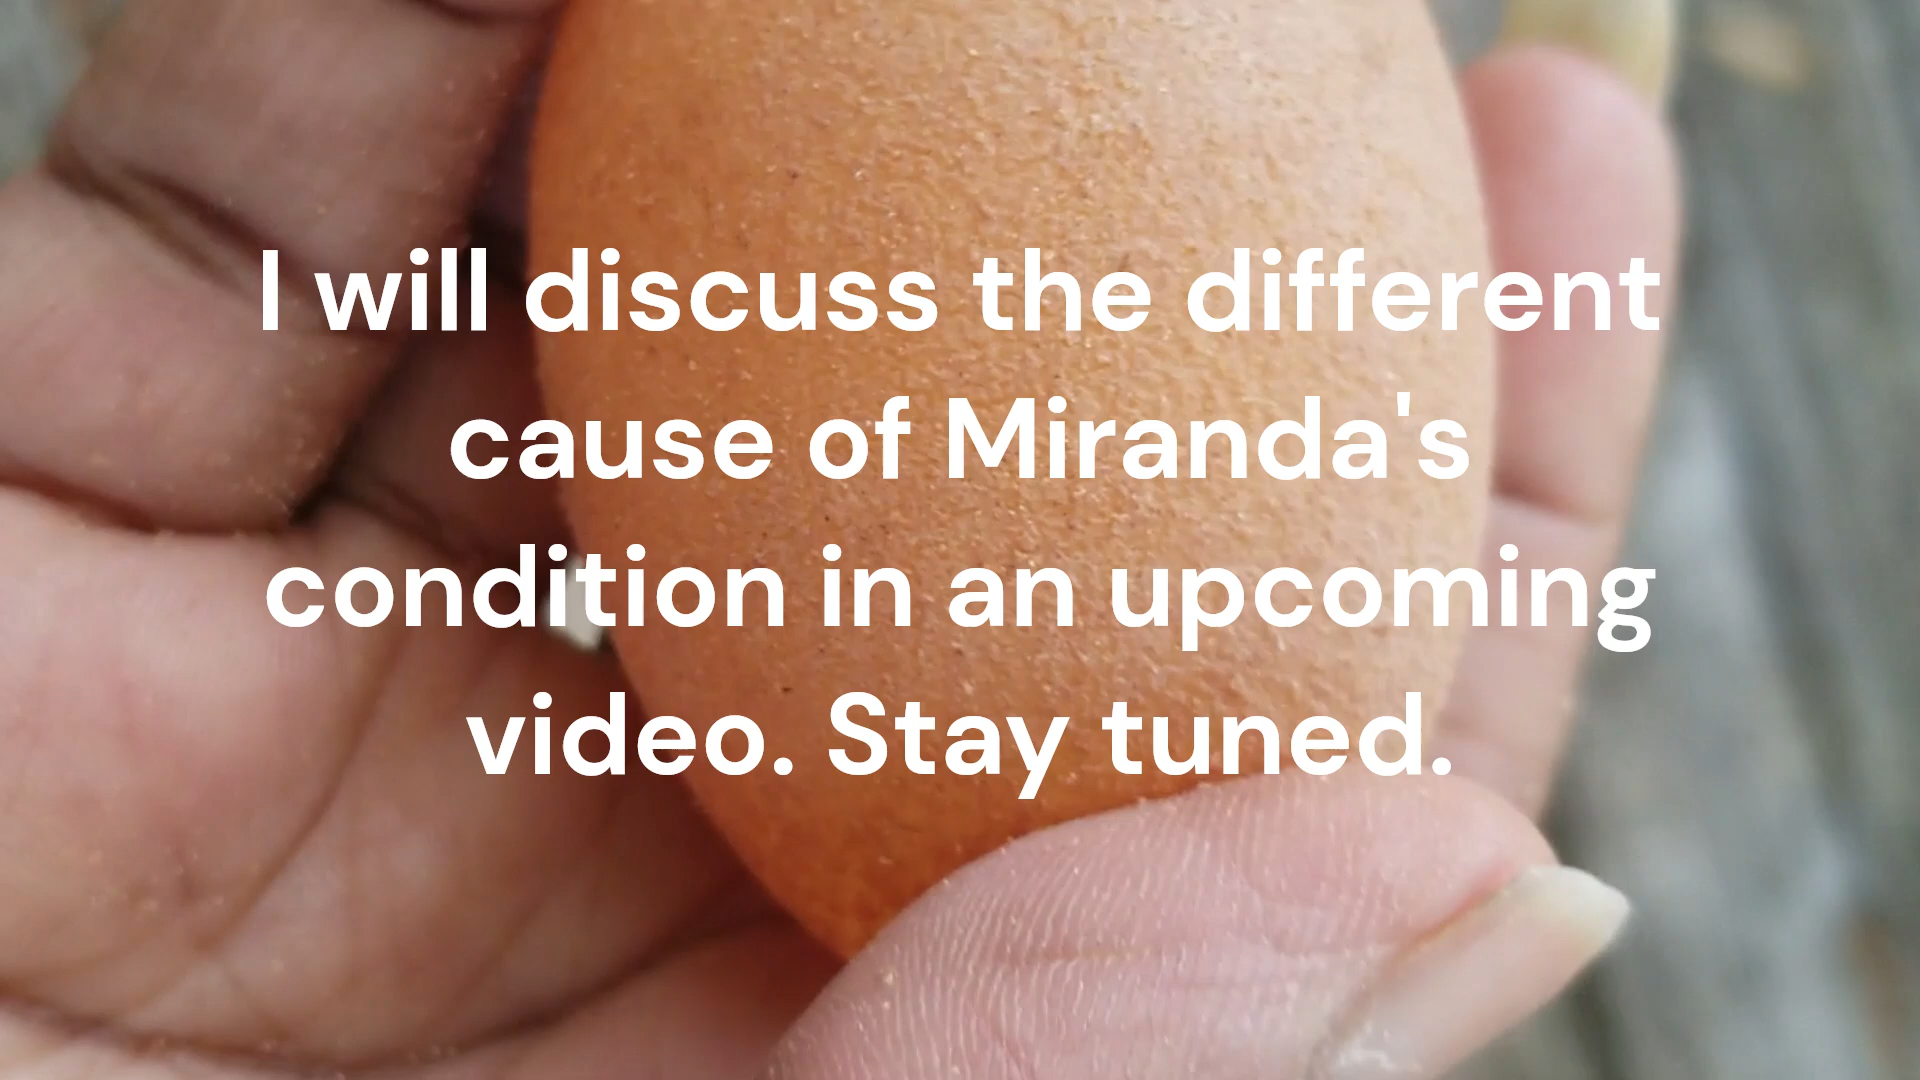 I will discuss the different
cause of Miranda's
condition in an upcoming
video. Stay tuned.